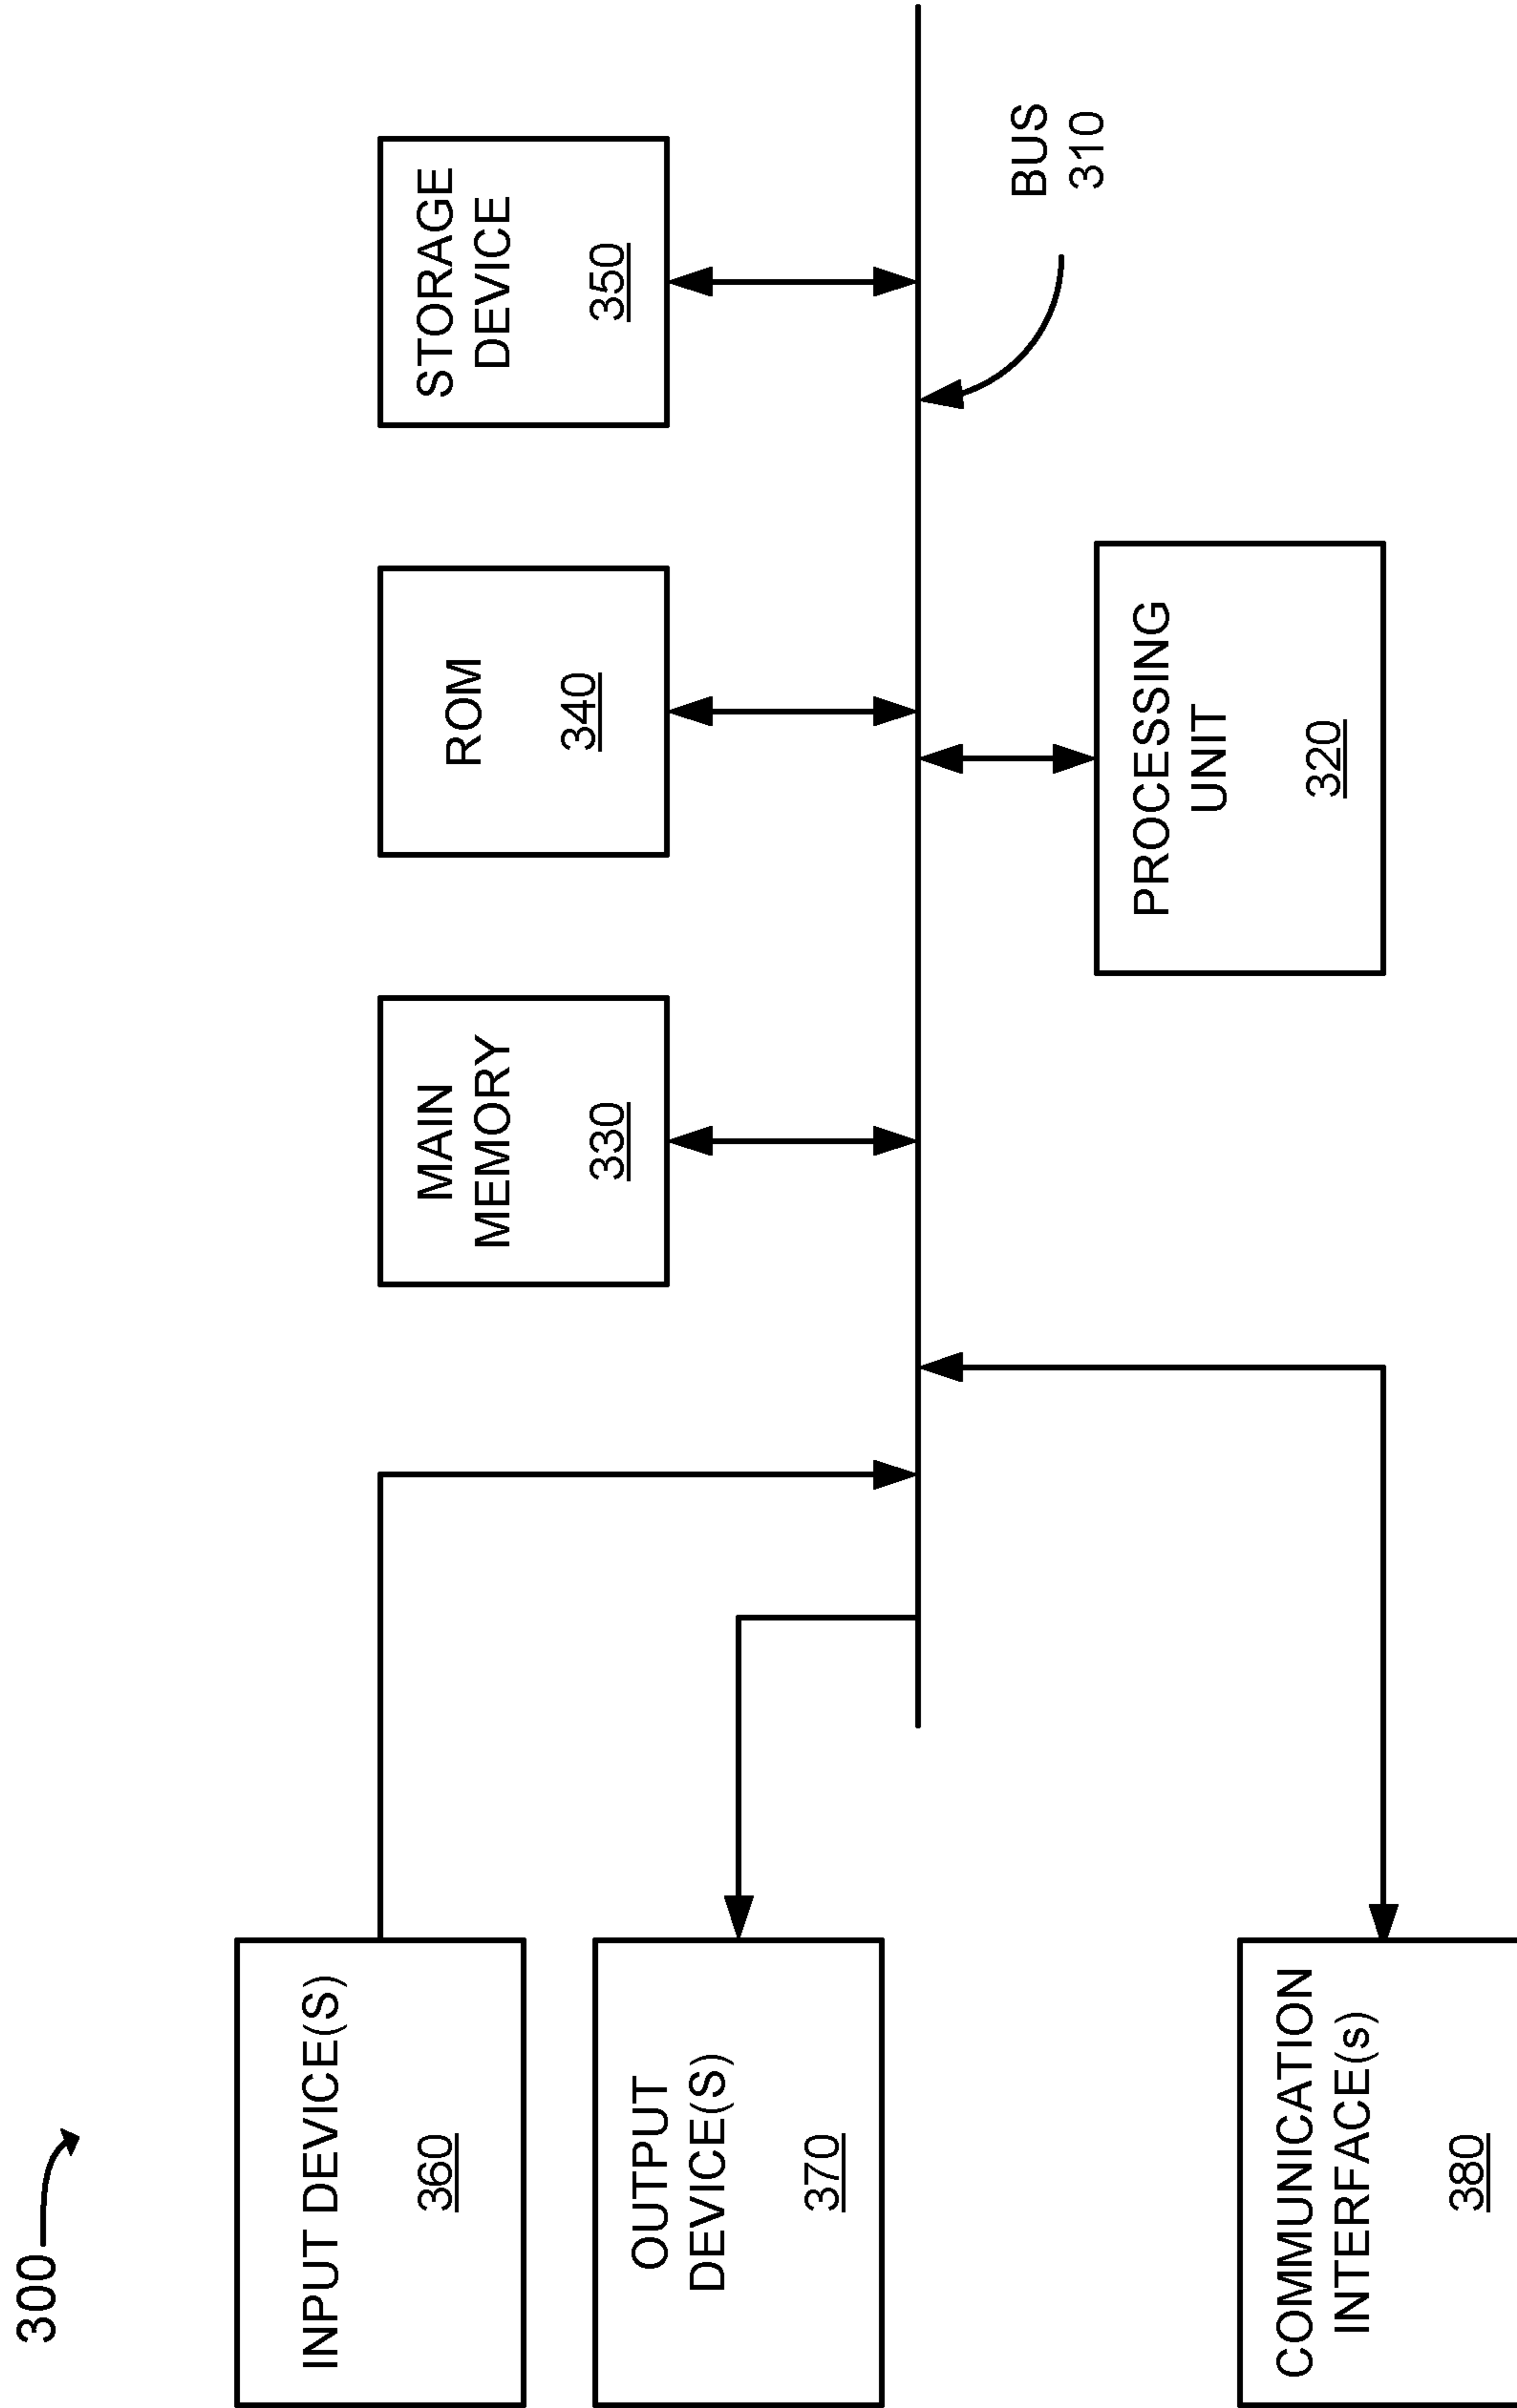 300
INPUT DEVICE(S)
360
OUTPUT
DEVICE(S)
370
COMMUNICATION
INTERFACE(s)
380
MAIN
MEMORY
330
ROM
340
STORAGE
DEVICE
350
PROCESSING
UNIT
320
BUS
310